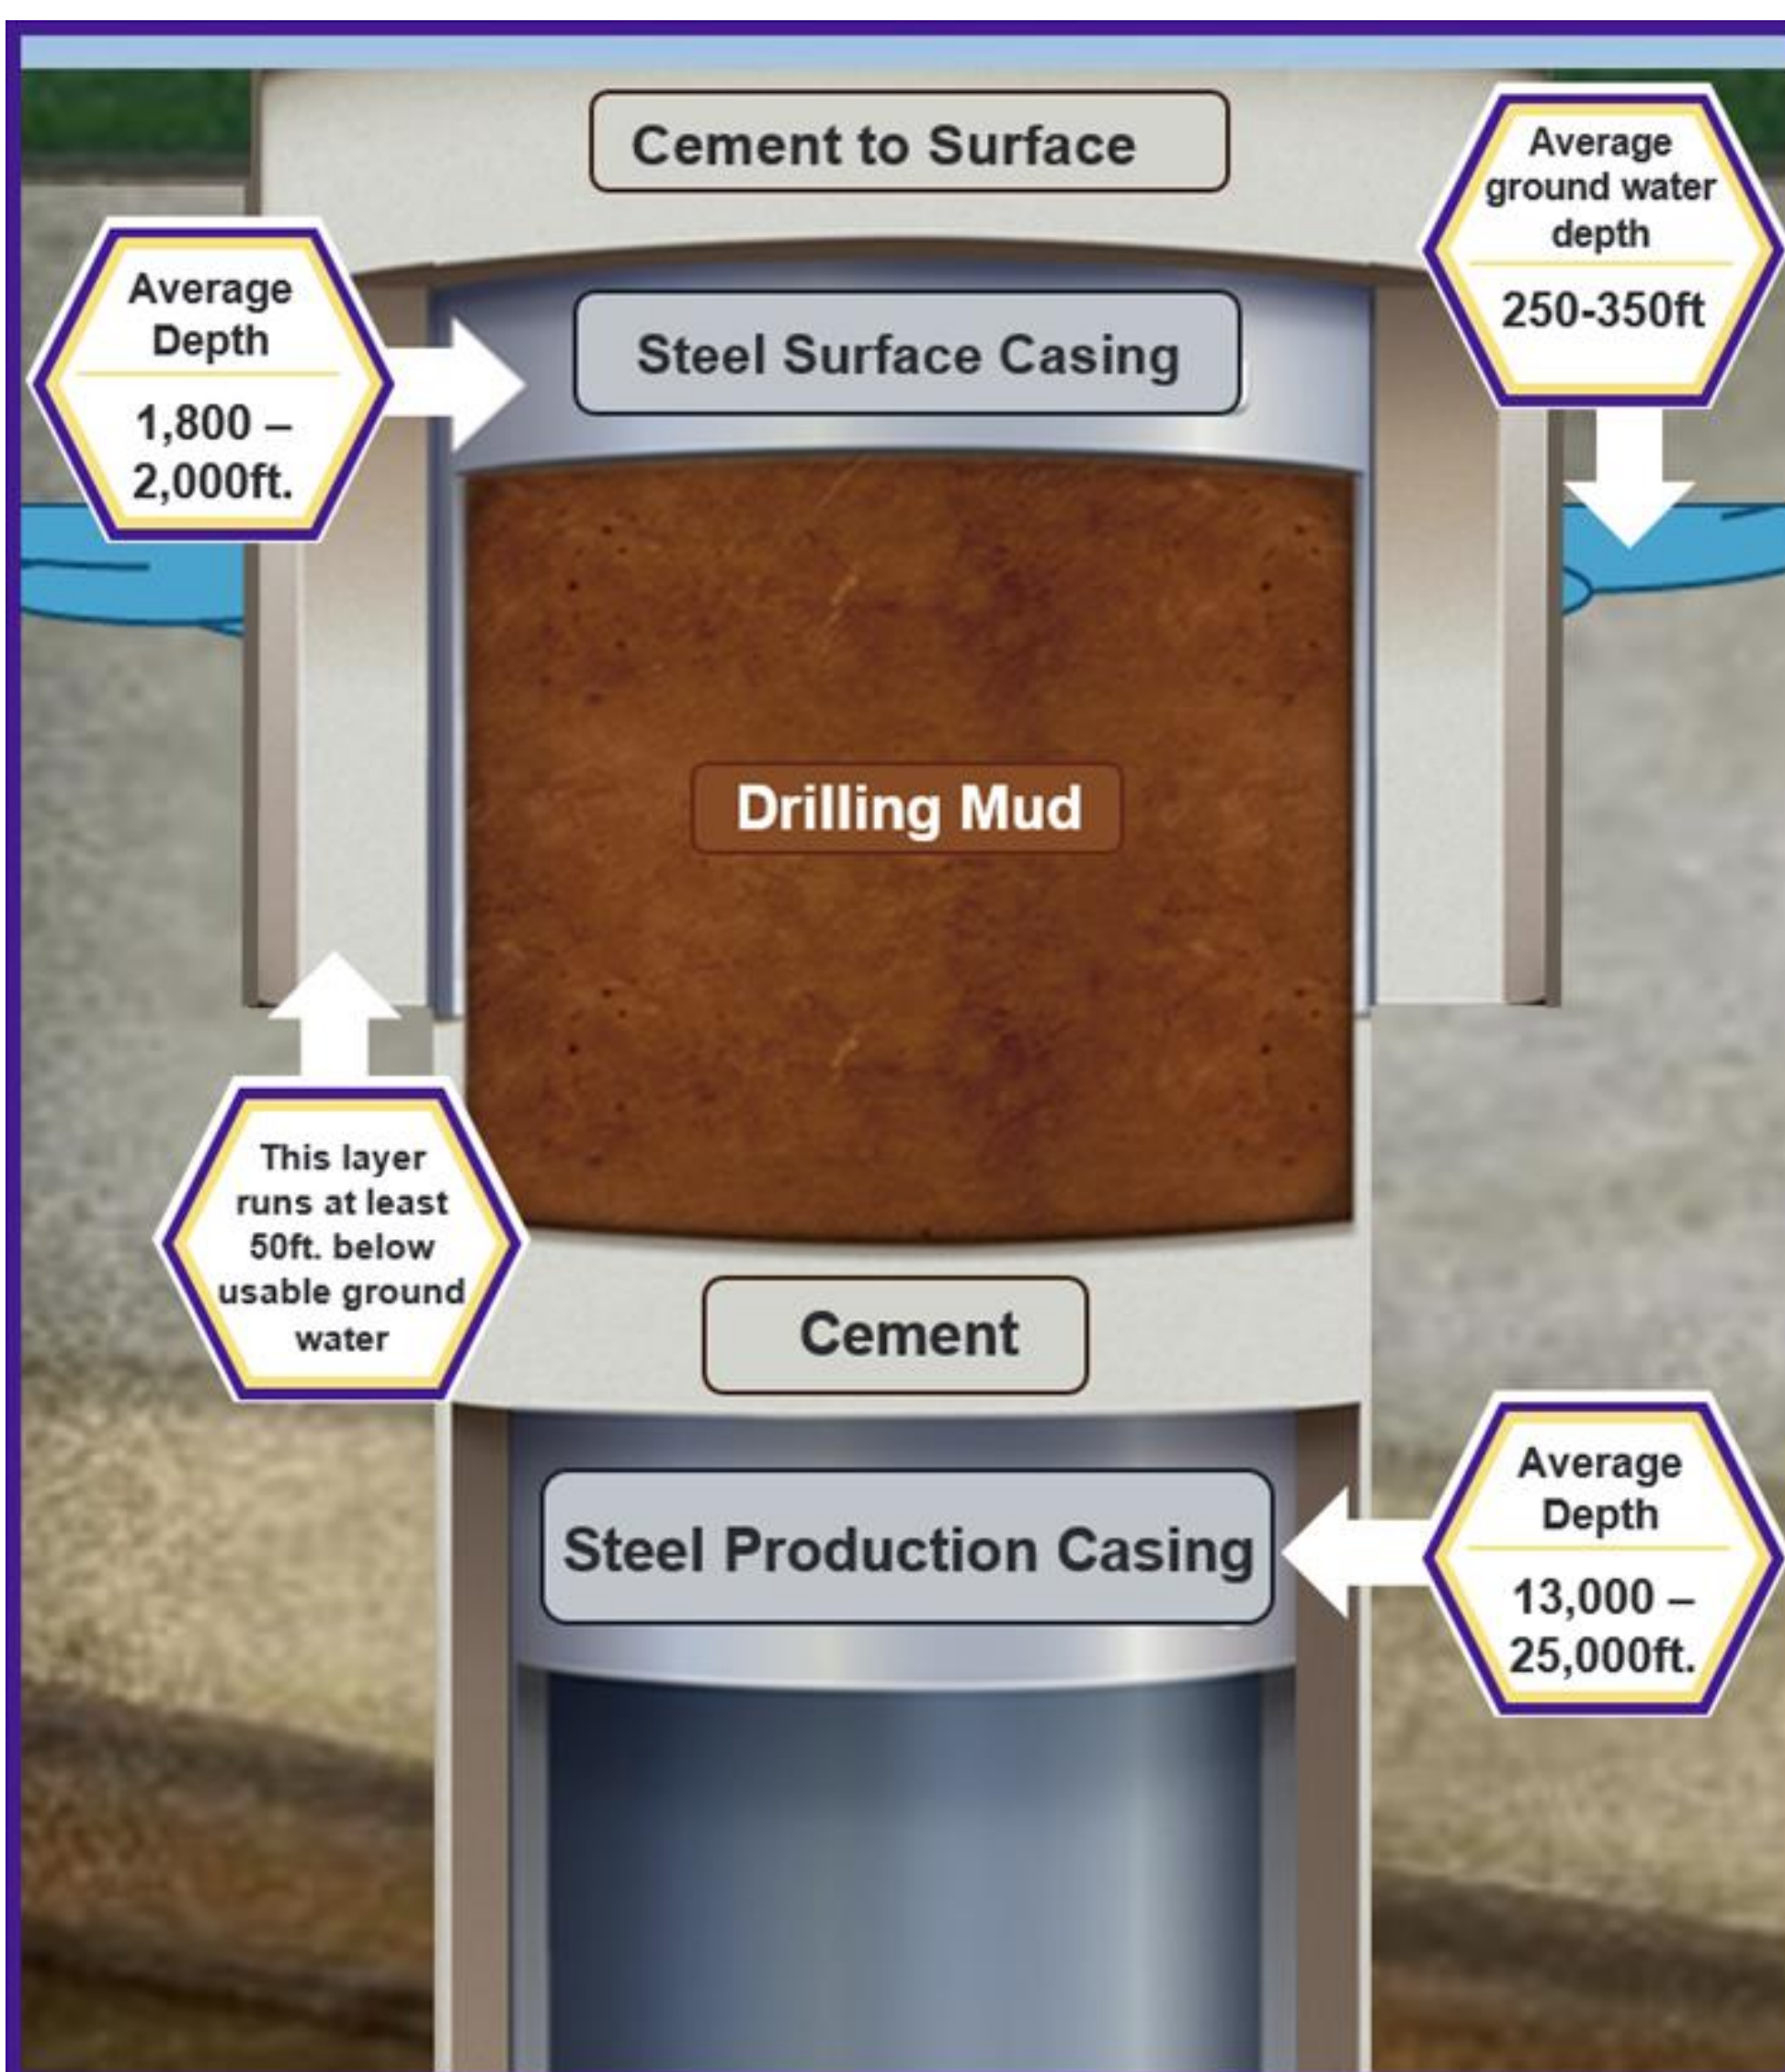 Cement to Surface
Average
ground water
depth
250-350ft
Average
Depth
1,800 –
2,000ft.
Steel Surface Casing
Drilling Mud
This layer
runs at least
50ft. below
usable ground
water
Cement
Steel Production Casing
Average
Depth
13,000 –
25,000ft.